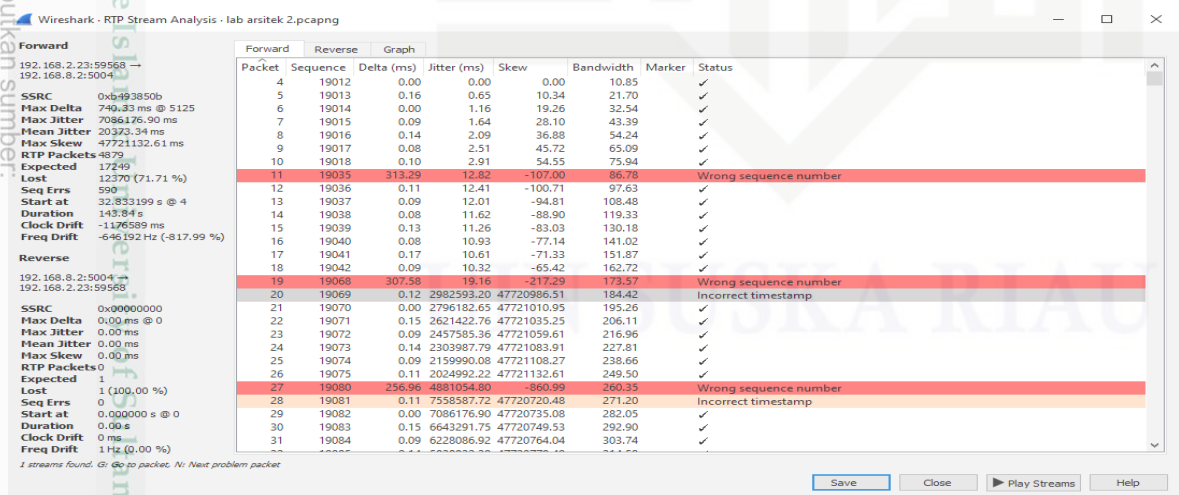 Wireshark · RTP Stream Analysis · lab arsitek 2.pcapng
Forward
192.168.2.23:59568 →
192.168.8.2:5004
SSRC 0xb493850b
Max Delta 740.33 ms @ 5125
Max Jitter 7086176.90 ms
Mean Jitter 20373.34 ms
Max Skew 47721132.61 ms
RTP Packets 4879
Expected 17249
Lost 12370 (71.71 %)
Seq Errs 590
Start at 32.833199 s @ 4
Duration 143.84 s
Clock Drift -1176589 ms
Freq Drift -646192 Hz (-817.99 %)
Reverse
192.168.8.2:5004 →
192.168.2.23:59568
SSRC 0x00000000
Max Delta 0.00 ms @ 0
Max Jitter 0.00 ms
Mean Jitter 0.00 ms
Max Skew 0.00 ms
RTP Packets 0
Expected 1
Lost 1 (100.00 %)
Seq Errs 0
Start at 0.000000 s @ 0
Duration 0.00 s
Clock Drift 0 ms
Freq Drift 1 Hz (0.00 %)
Forward Reverse Graph
Packet Sequence Delta (ms) Jitter (ms) Skew Bandwidth Marker Status
4 19012 0.00 0.00 0.00 10.85 ✓
5 19013 0.16 0.65 10.34 21.70 ✓
6 19014 0.00 1.16 19.26 32.54 ✓
7 19015 0.09 1.64 28.10 43.39 ✓
8 19016 0.14 2.09 36.88 54.24 ✓
9 19017 0.08 2.51 45.72 65.09 ✓
10 19018 0.10 2.91 54.55 75.94 ✓
11 19035 313.29 12.82 -107.00 86.78 Wrong sequence number
12 19036 0.11 12.41 -100.71 97.63 ✓
13 19037 0.09 12.01 -94.81 108.48 ✓
14 19038 0.08 11.62 -88.90 119.33 ✓
15 19039 0.13 11.26 -83.03 130.18 ✓
16 19040 0.08 10.93 -77.14 141.02 ✓
17 19041 0.17 10.61 -71.33 151.87 ✓
18 19042 0.09 10.32 -65.42 162.72 ✓
19 19068 307.58 19.16 -217.29 173.57 Wrong sequence number
20 19069 0.12 2982593.20 47720986.51 184.42 Incorrect timestamp
21 19070 0.00 2796182.65 47721010.95 195.26 ✓
22 19071 0.15 2621422.76 47721035.25 206.11 ✓
23 19072 0.09 2457585.36 47721059.61 216.96 ✓
24 19073 0.14 2303987.79 47721083.91 227.81 ✓
25 19074 0.09 2159990.08 47721108.27 238.66 ✓
26 19075 0.11 2024992.22 47721132.61 249.50 ✓
27 19080 256.96 4881054.80 -860.99 260.35 Wrong sequence number
28 19081 0.11 7558587.72 47720720.48 271.20 Incorrect timestamp
29 19082 0.00 7086176.90 47720735.08 282.05 ✓
30 19083 0.15 6643291.75 47720749.53 292.90 ✓
31 19084 0.09 6228086.92 47720764.04 303.74 ✓
1 streams found. G: Go to packet, N: Next problem packet
Save Close Play Streams Help
UIN SUSKA RIAU
sumber: